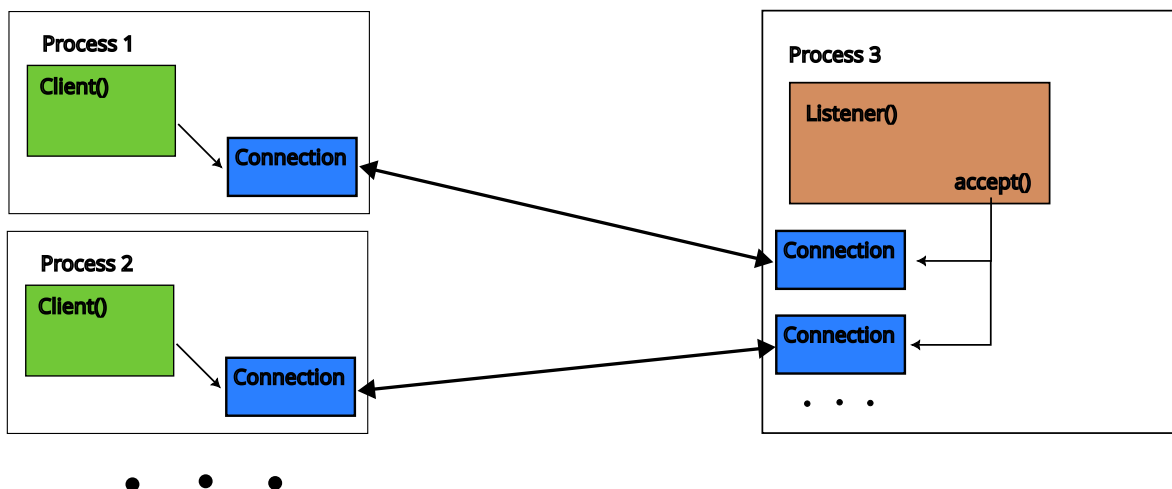 Process 1
Client()
Connection
Process 2
Client()
Connection
Process 3
Listener()
accept()
Connection
Connection
. . .
. . .